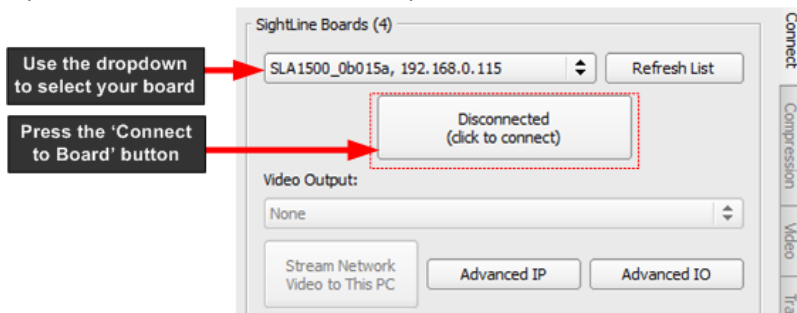 SightLine Boards (4)
Use the dropdown
to select your board
SLA1500_0b015a, 192.168.0.115
Refresh List
Press the 'Connect
to Board' button
Disconnected
(click to connect)
Video Output:
None
Stream Network
Video to This PC
Advanced IP
Advanced IO
Connect
Compression
Video
Tra